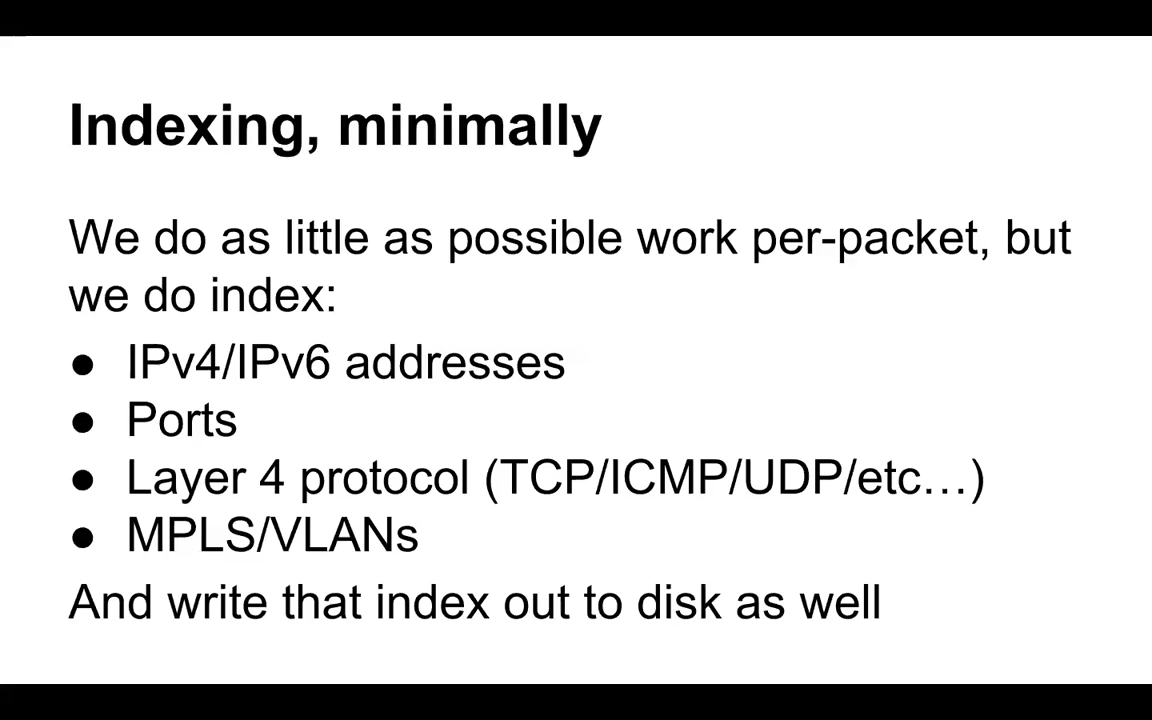 Indexing, minimally
We do as little as possible work per-packet, but
we do index:
● IPv4/IPv6 addresses
● Ports
● Layer 4 protocol (TCP/ICMP/UDP/etc…)
● MPLS/VLANs
And write that index out to disk as well